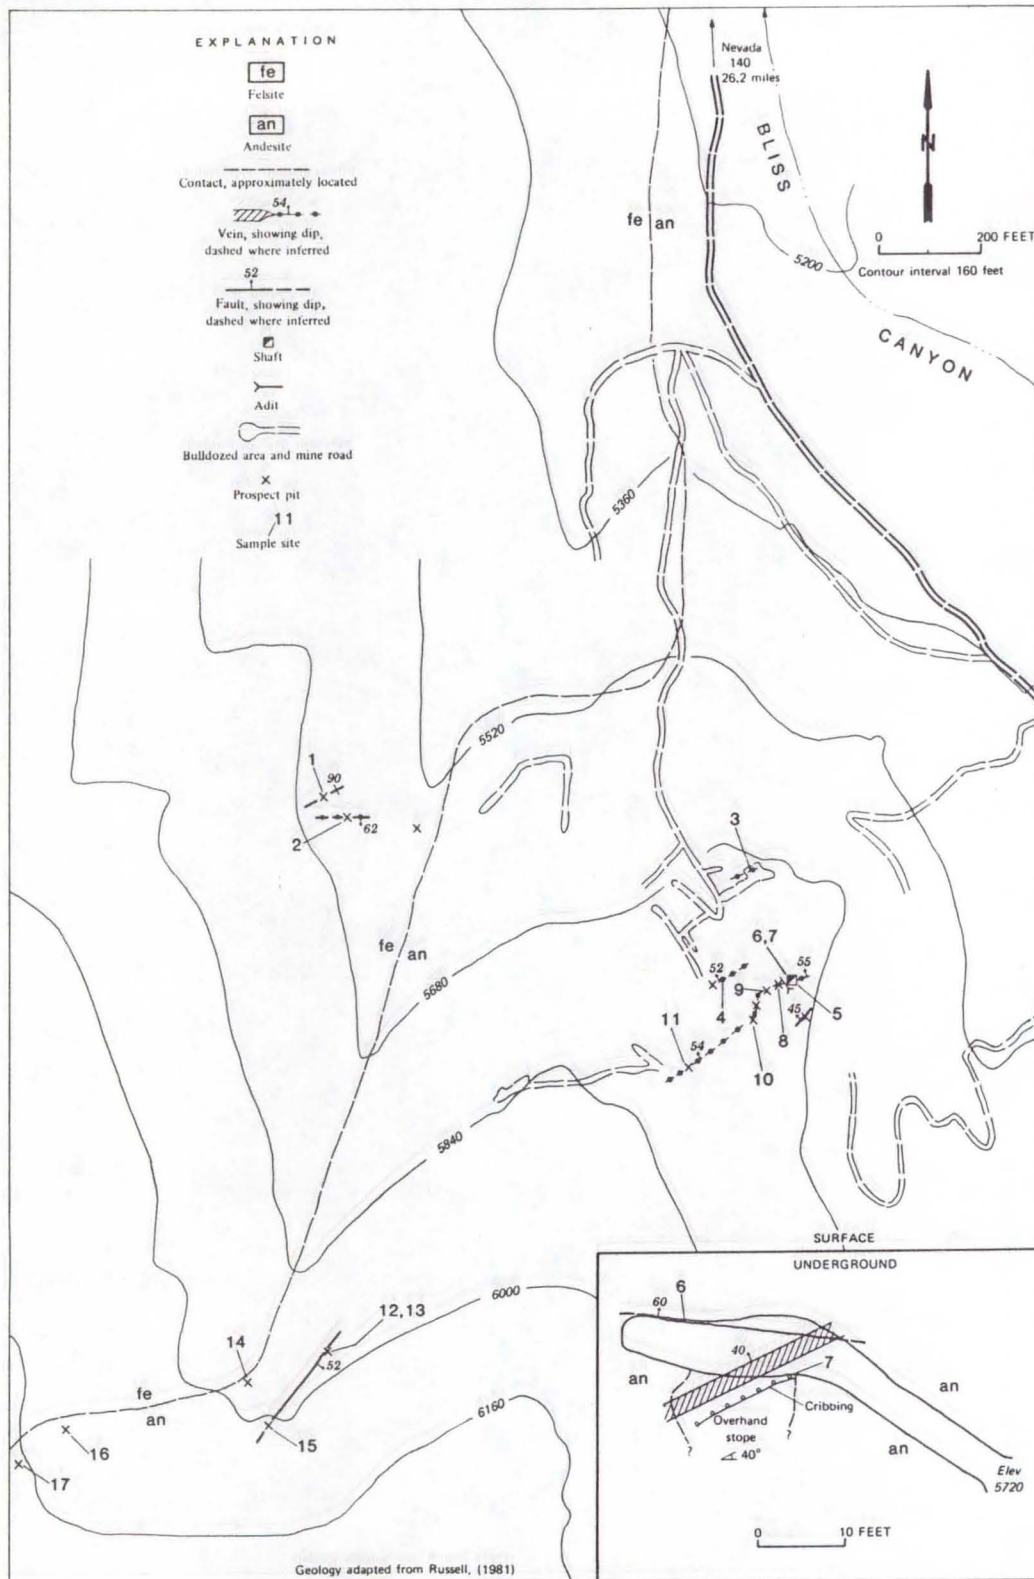 EXPLANATION
fe
Felsite
an
Andesite
Contact, approximately located
54
Vein, showing dip,
dashed where inferred
52
Fault, showing dip,
dashed where inferred
Shaft
Adit
Bulldozed area and mine road
Prospect pit
11
Sample site
Nevada
140
26.2 miles
BLISS
CANYON
N
0 200 FEET
Contour interval 160 feet
fe an
5200
5360
5520
1
90
2
62
3
fe
an
5680
6,7
52
55
9
4
5
11
45
8
54
10
5840
SURFACE
6000
12,13
14
52
fe
an
6160
15
16
17
UNDERGROUND
60
6
40
7
an
an
Cribbing
Overhand
stope
40°
an
?
?
Elev
5720
0 10 FEET
Geology adapted from Russell, (1981)